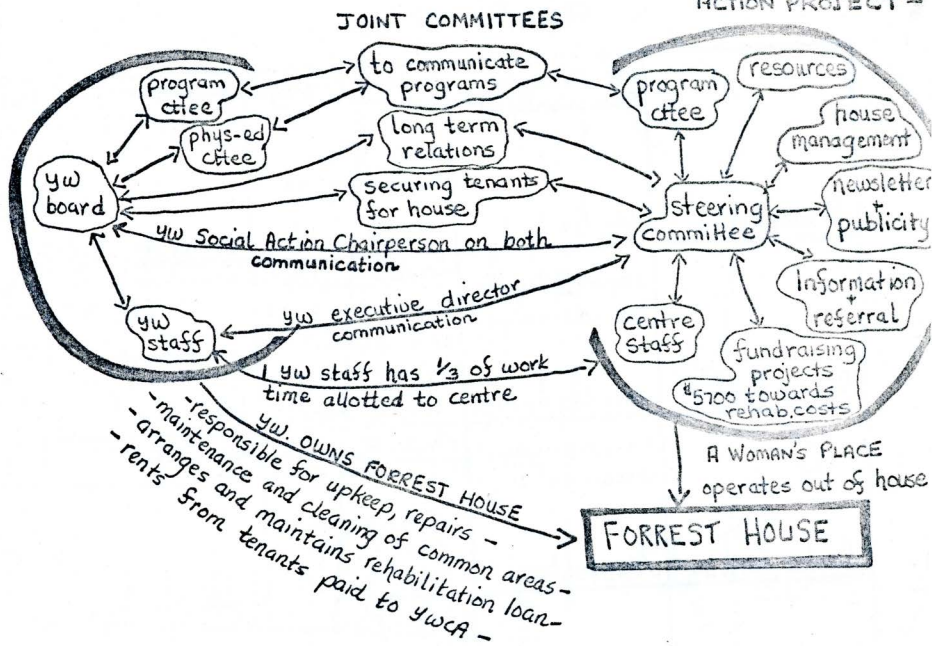 JOINT COMMITTEES
ACTION PROJECT -
program
cttee
phys-ed
cttee
yw
board
yw
staff
to communicate
programs
long term
relations
securing tenants
for house
yw Social Action Chairperson on both
communication
yw executive director
communication
1 yw staff has 1/3 of work
time allotted to centre
program
cttee
resources
house
management
newsletter
+
publicity
steering
committee
Information
+
referral
centre
staff
fundraising
projects
$5700 towards
rehab. costs
yw. OWNS FORREST HOUSE
-responsible for upkeep, repairs -
-maintenance and cleaning of common areas-
-arranges and maintains rehabilitation loan-
-rents from tenants paid to YWCA -
A WOMAN'S PLACE
operates out of house
FORREST HOUSE